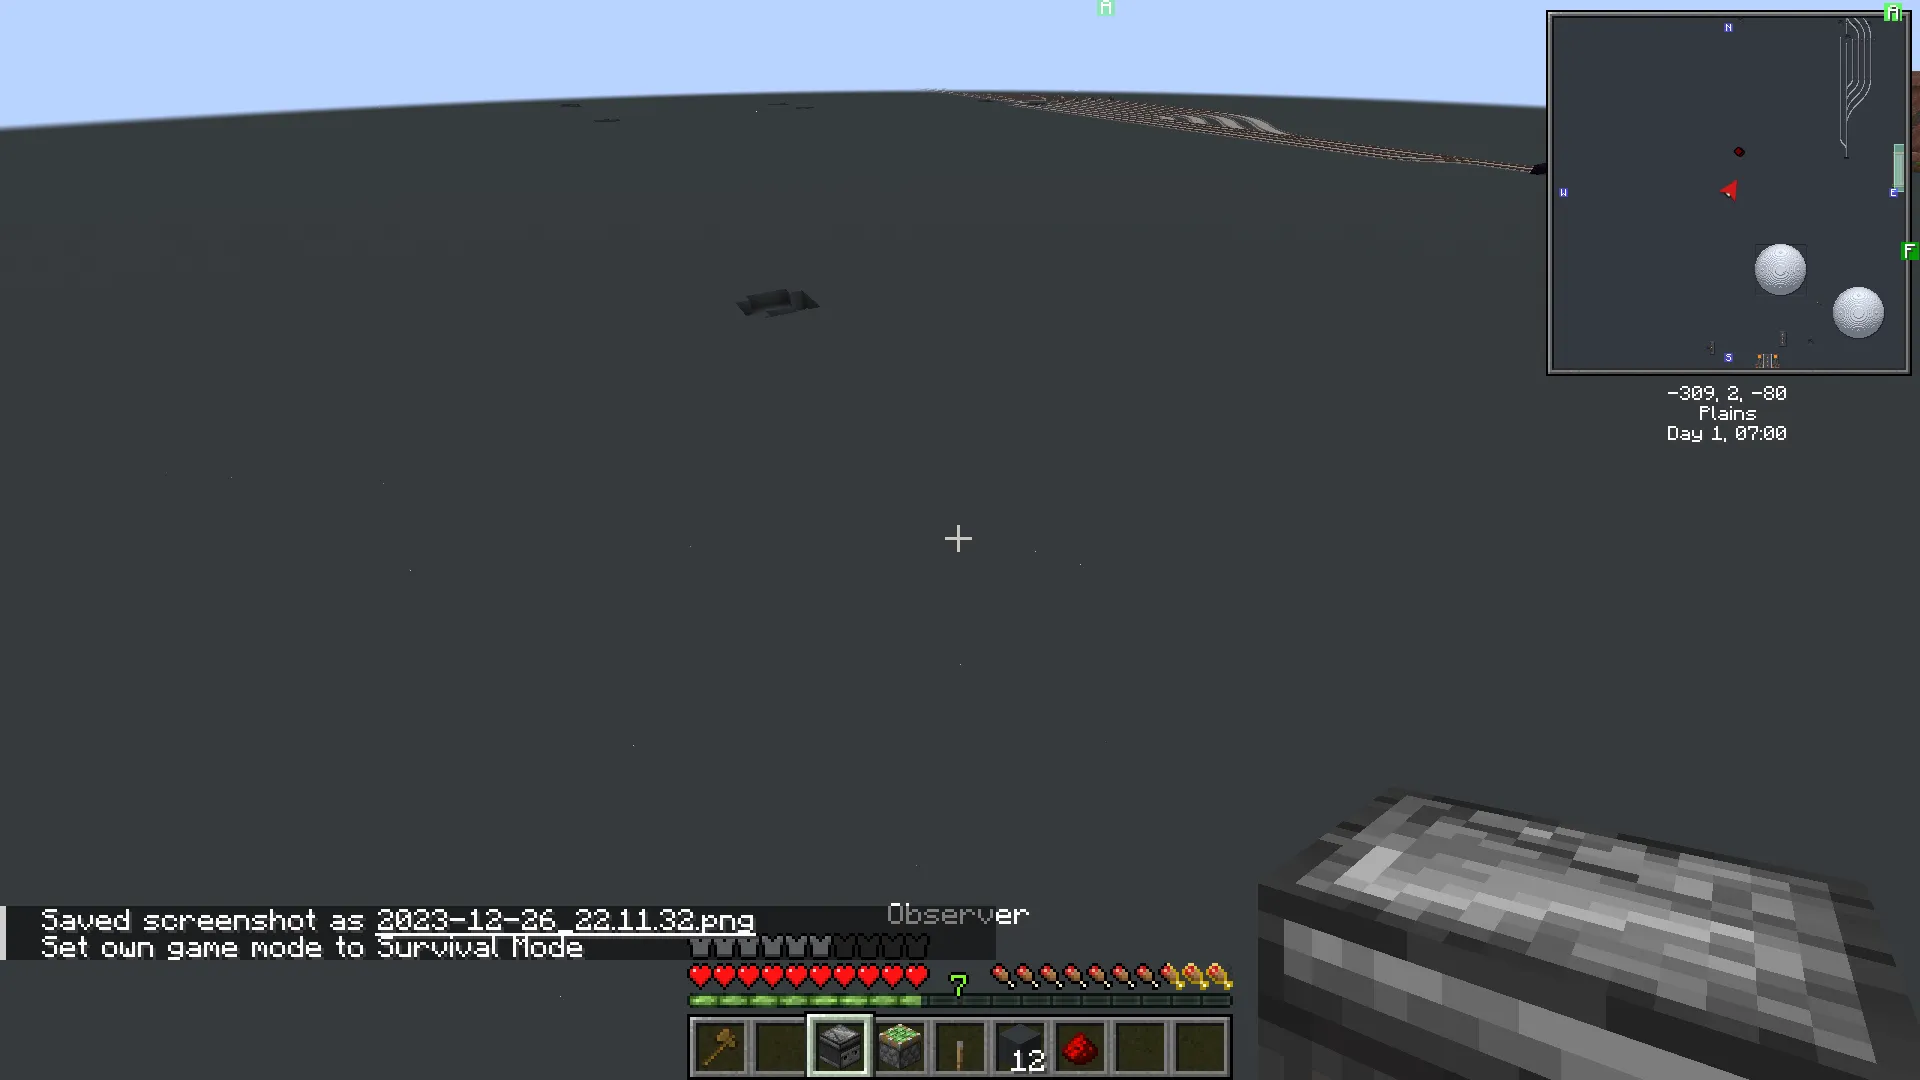 A
A
N
W
E
F
S
-309, 2, -80
Plains
Day 1, 07:00
Observer
Saved screenshot as 2023-12-26_22.11.32.png
Set own game mode to Survival Mode
7
12